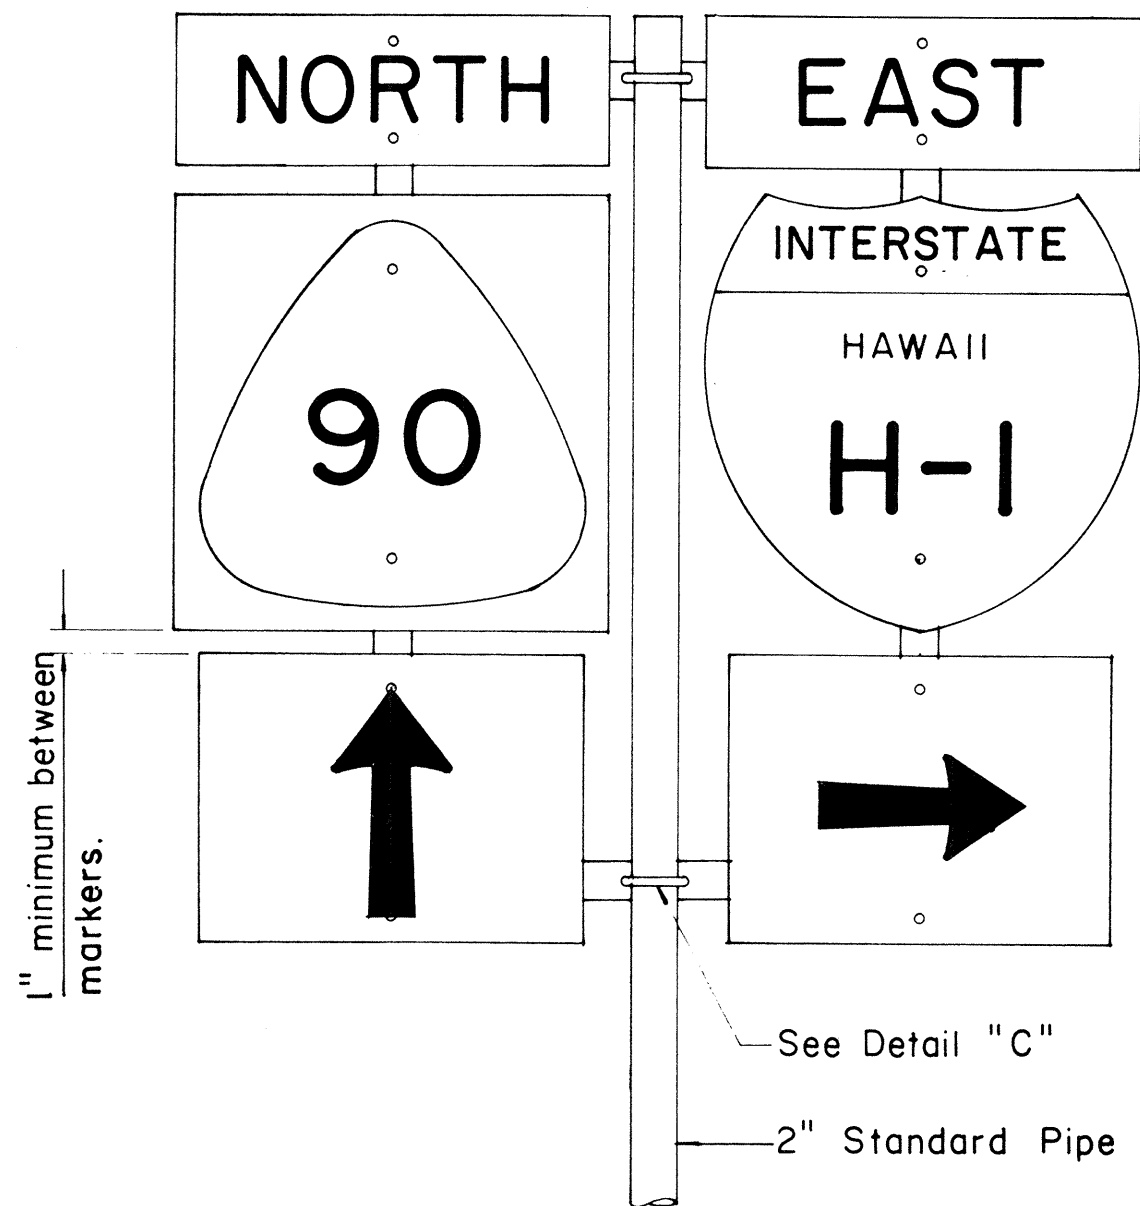 NORTH
EAST
INTERSTATE
HAWAII
90
H-1
1" minimum between
markers.
See Detail "C"
2" Standard Pipe